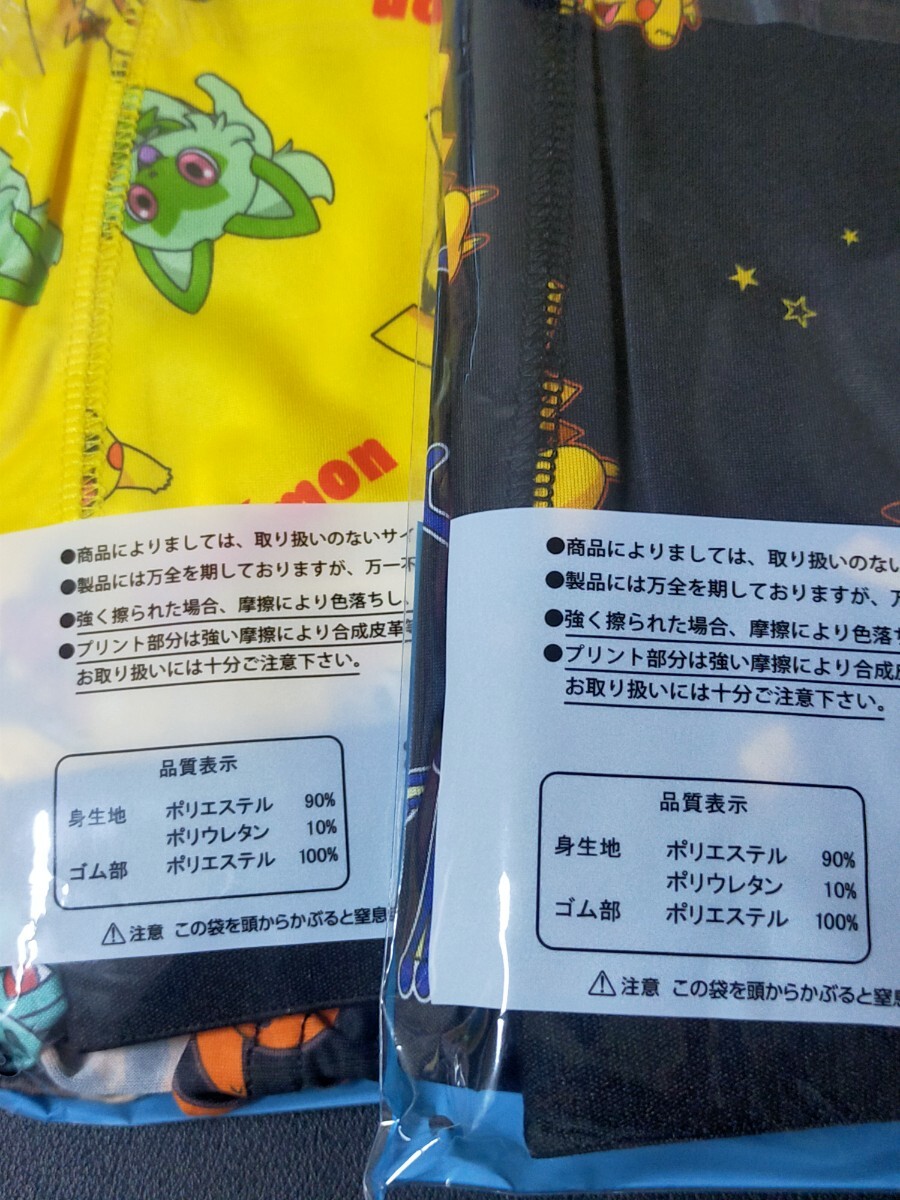 mon
●商品によりましては、取り扱いのないサイ
●製品には万全を期しておりますが、万一不
●強く擦られた場合、摩擦により色落ちし、
●プリント部分は強い摩擦により合成皮革等
お取り扱いには十分ご注意下さい。
品質表示
身生地 ポリエステル 90%
ポリウレタン 10%
ゴム部 ポリエステル 100%
⚠注意 この袋を頭からかぶると窒息
●商品によりましては、取り扱いのない
●製品には万全を期しておりますが、万
●強く擦られた場合、摩擦により色落ち
●プリント部分は強い摩擦により合成皮
お取り扱いには十分ご注意下さい。
品質表示
身生地 ポリエステル 90%
ポリウレタン 10%
ゴム部 ポリエステル 100%
⚠注意 この袋を頭からかぶると窒息